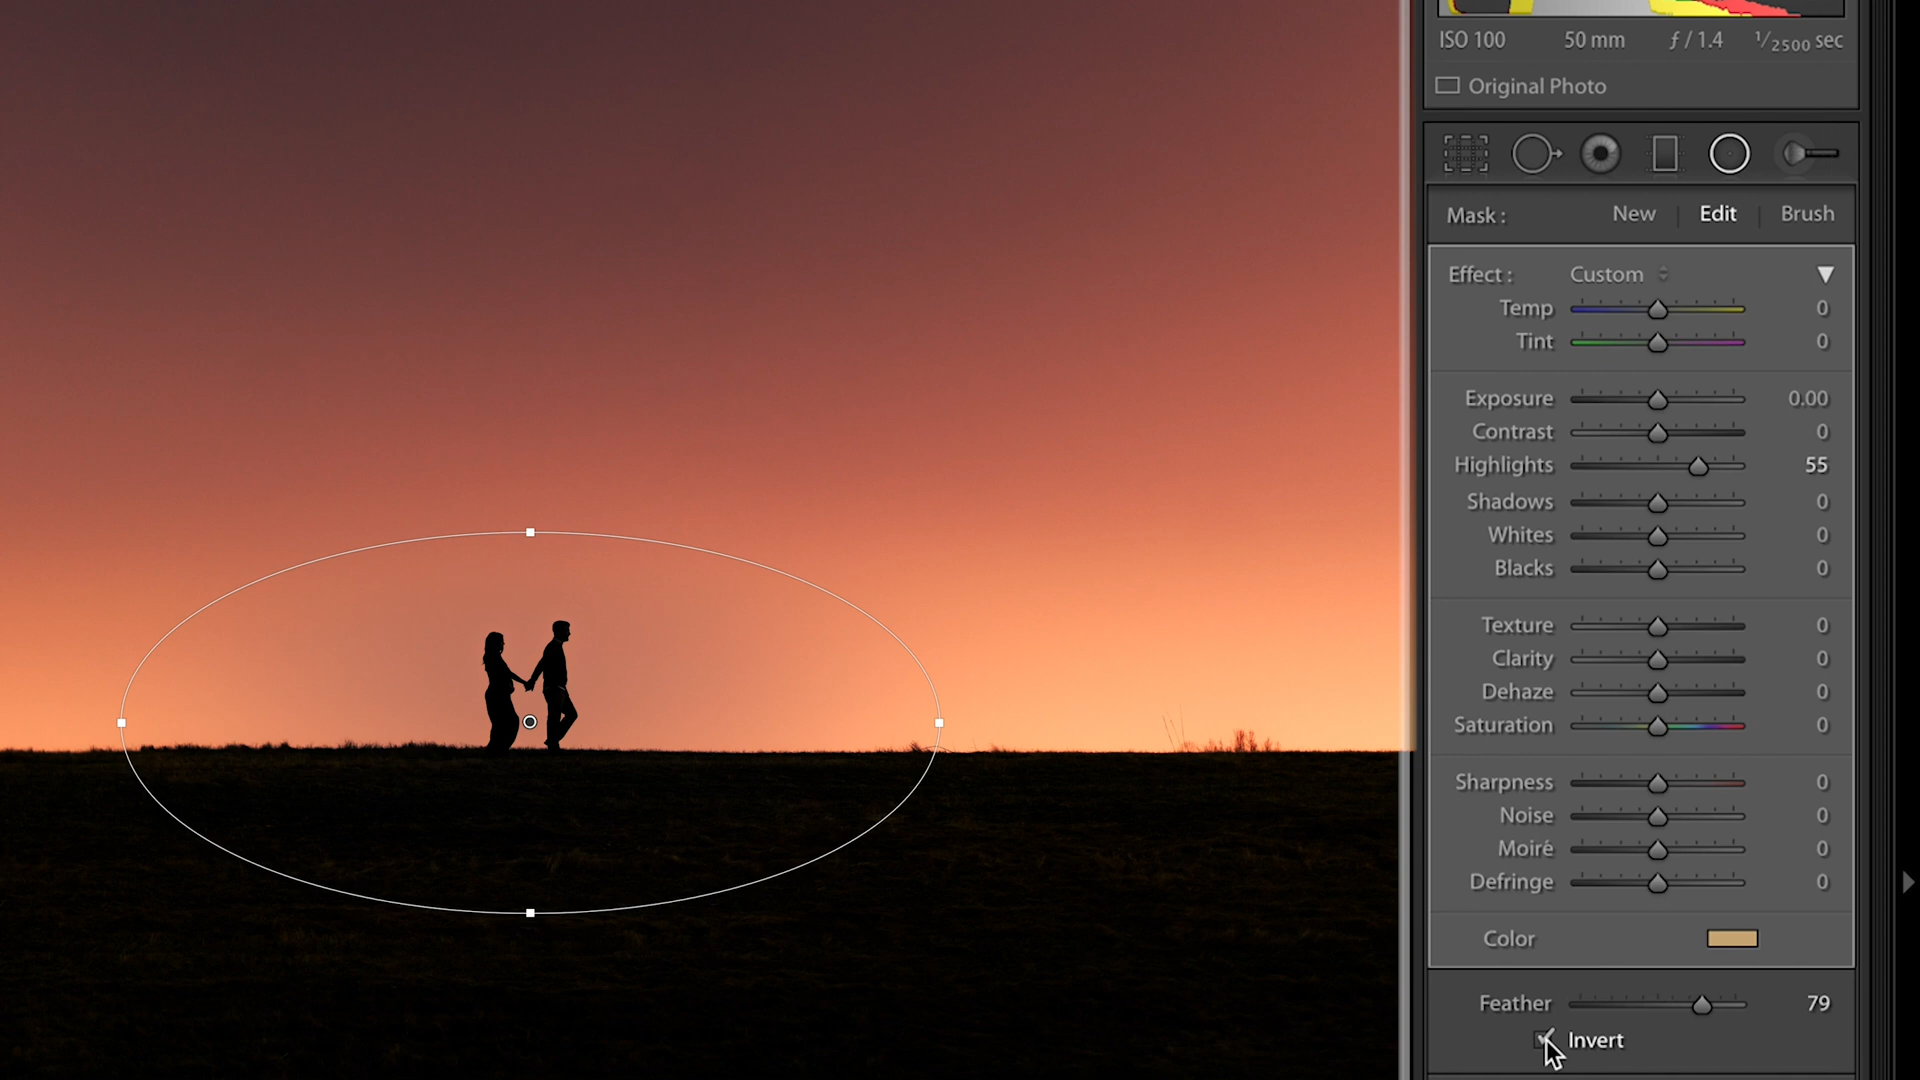 ISO 100 50 mm ƒ / 1.4 1/2500 sec
Original Photo
Mask : New | Edit | Brush
Effect : Custom
Temp 0
Tint 0
Exposure 0.00
Contrast 0
Highlights 55
Shadows 0
Whites 0
Blacks 0
Texture 0
Clarity 0
Dehaze 0
Saturation 0
Sharpness 0
Noise 0
Moiré 0
Defringe 0
Color
Feather 79
Invert